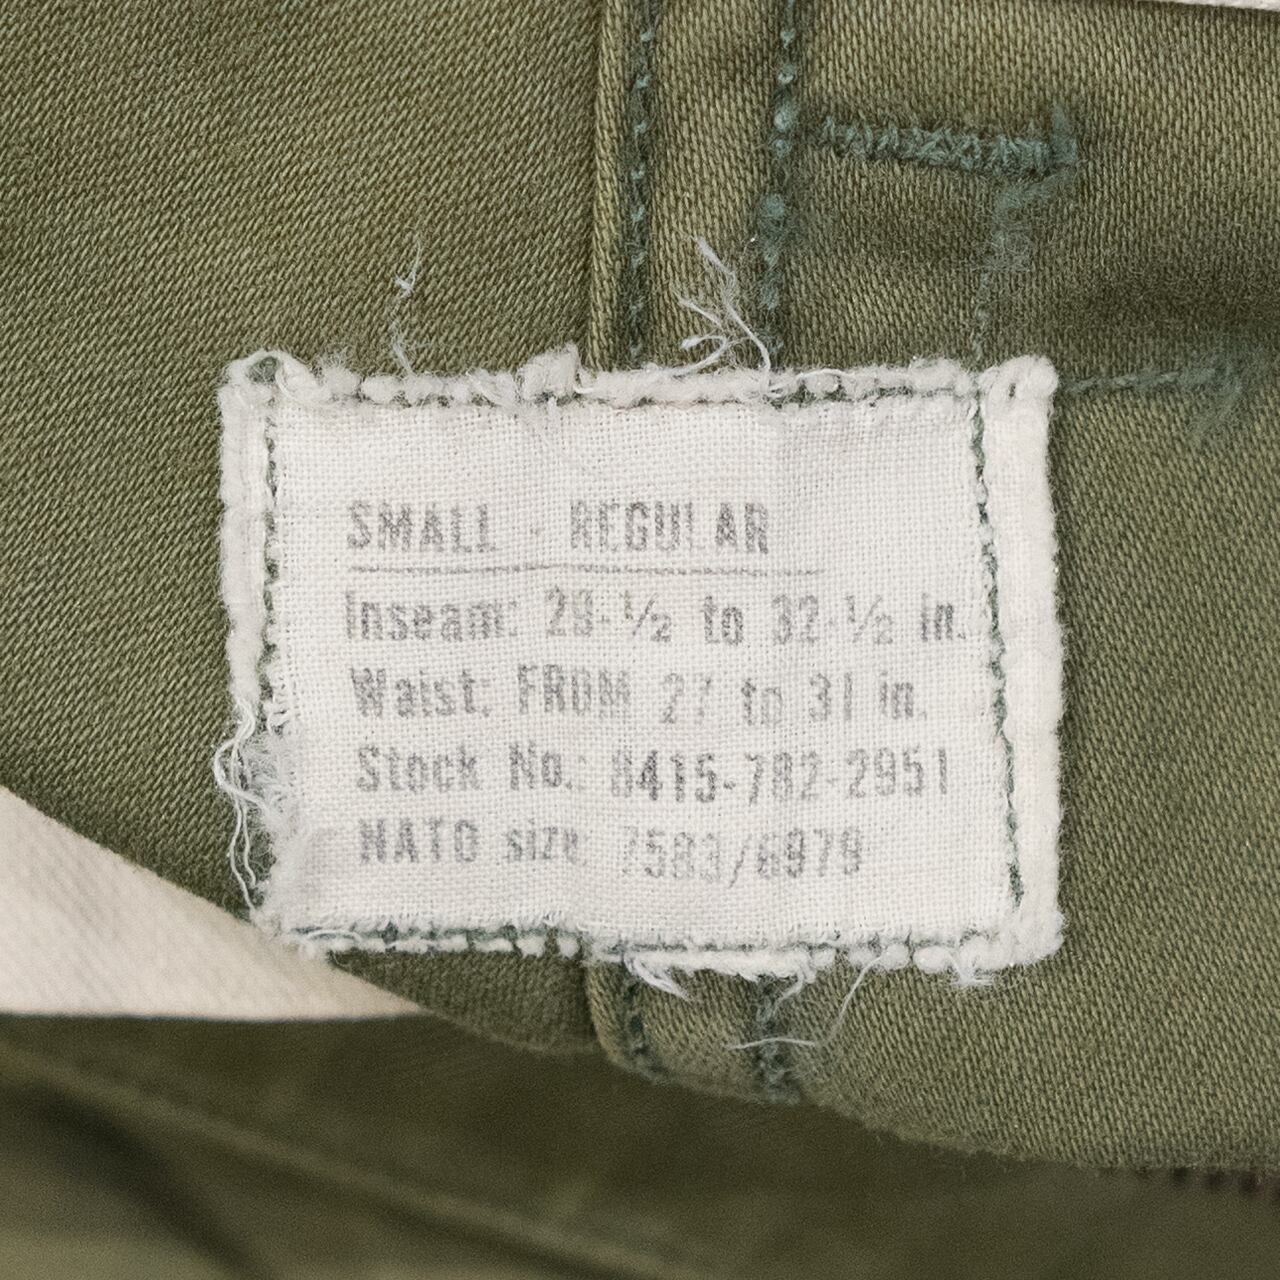 SMALL - REGULAR
Inseam: 29-½ to 32-½ in.
Waist: FROM 27 to 31 in.
Stock No.: 8415-782-2951
NATO size: 7583/6979